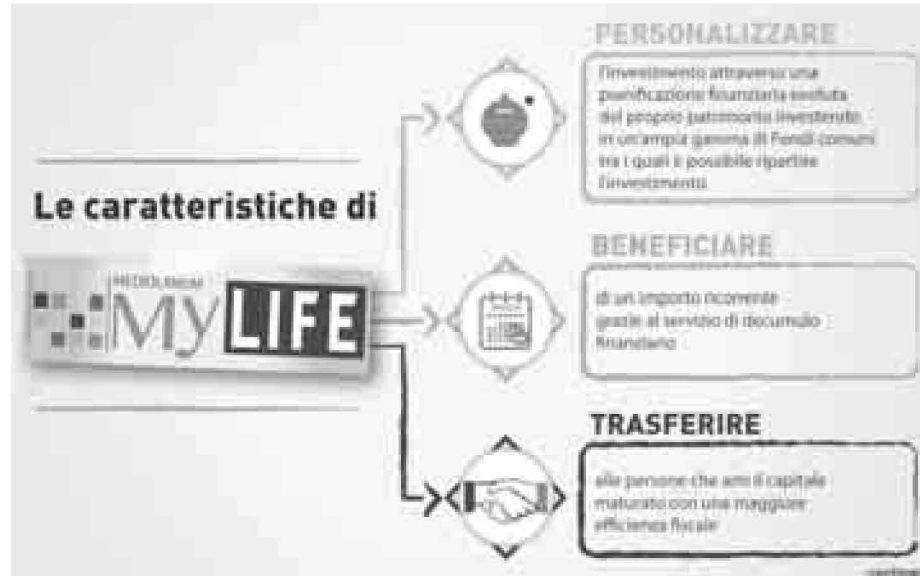 PERSONALIZZARE
l'investimento attraverso una
pianificazione finanziaria evoluta
del proprio patrimonio investendo
in un'ampia gamma di Fondi comuni
tra i quali è possibile ripartire
l'investimento
Le caratteristiche di
MEDIOLANUM
My LIFE
BENEFICIARE
di un importo ricorrente
grazie al servizio di decumulo
finanziario
TRASFERIRE
alle persone che ami il capitale
maturato con una maggiore
efficienza fiscale